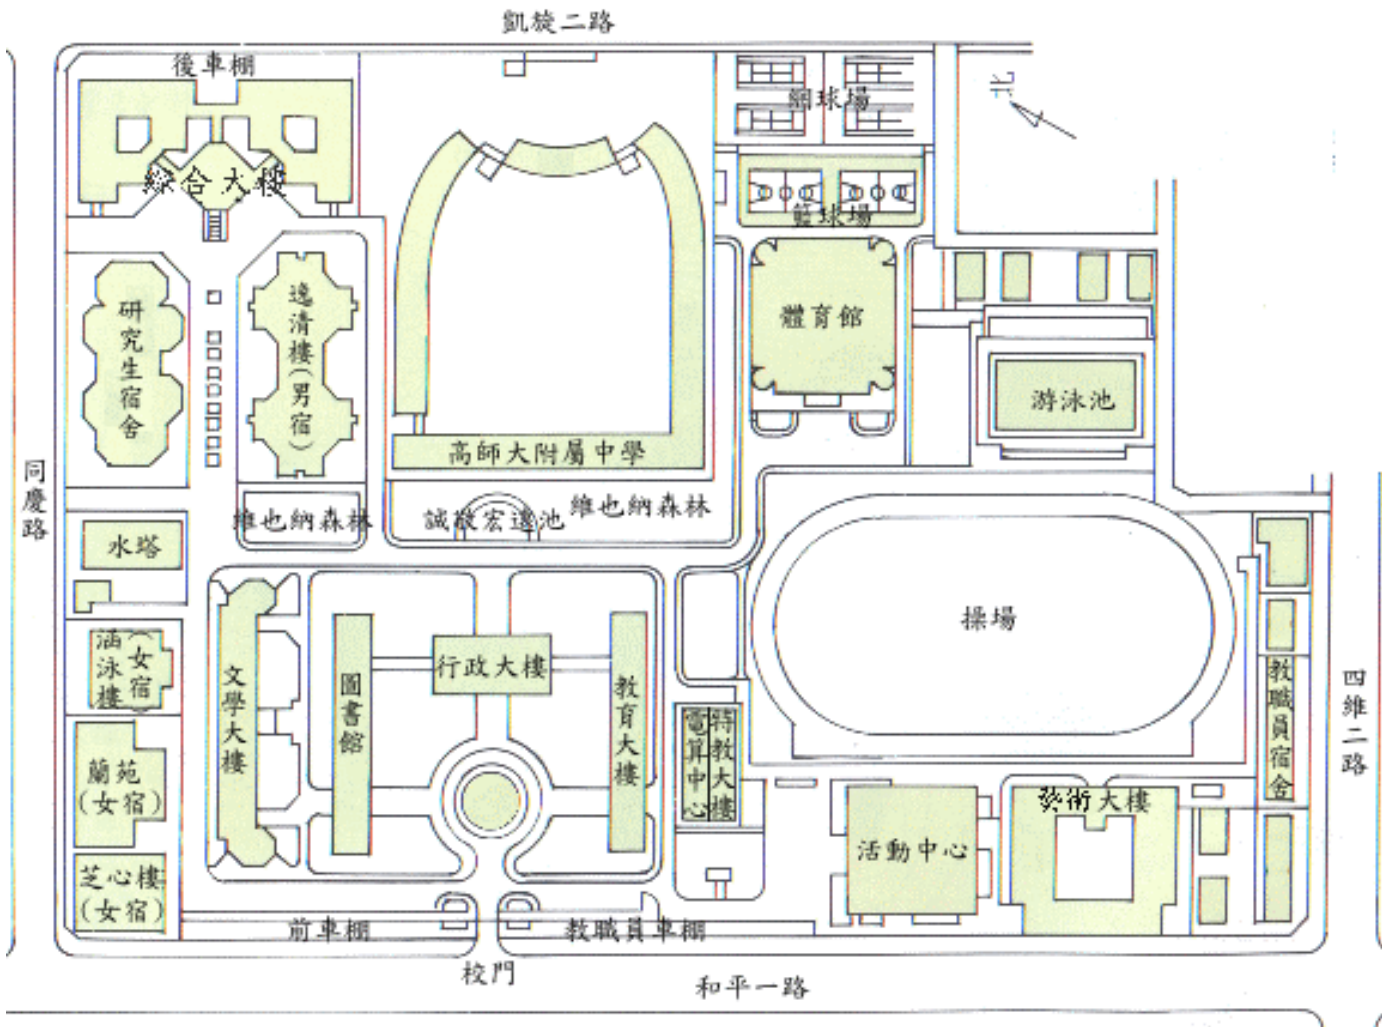 凱旋二路
後車棚
北
網球場
綜合大樓
籃球場
研究生宿舍
逸清樓(男宿)
體育館
游泳池
高師大附屬中學
同慶路
維也納森林
誠敬宏遠池
維也納森林
水塔
操場
涵泳樓(女宿)
文學大樓
圖書館
行政大樓
教育大樓
電算中心
特教大樓
教職員宿舍
四維二路
蘭苑
(女宿)
藝術大樓
活動中心
芝心樓
(女宿)
前車棚
教職員車棚
校門
和平一路